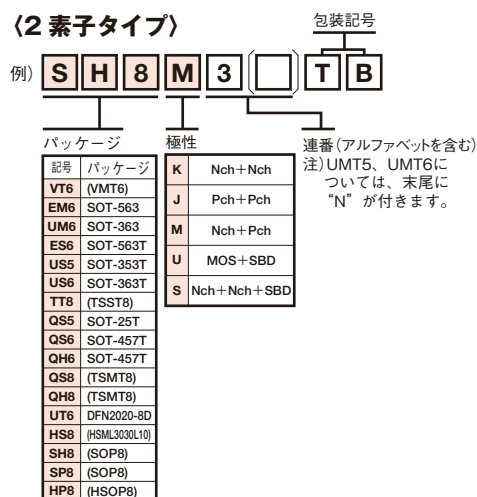 〈2 素子タイプ〉
包装記号
例) S H 8 M 3 ( ) T B
パッケージ
極性
連番(アルファベットを含む)
注)UMT5、UMT6に
ついては、末尾に
“N”が付きます。
記号 パッケージ
VT6 (VMT6)
EM6 SOT-563
UM6 SOT-363
ES6 SOT-563T
US5 SOT-353T
US6 SOT-363T
TT8 (TSST8)
QS5 SOT-25T
QS6 SOT-457T
QH6 SOT-457T
QS8 (TSMT8)
QH8 (TSMT8)
UT6 DFN2020-8D
HS8 (HSML3030L10)
SH8 (SOP8)
SP8 (SOP8)
HP8 (HSOP8)
K Nch+Nch
J Pch+Pch
M Nch+Pch
U MOS+SBD
S Nch+Nch+SBD